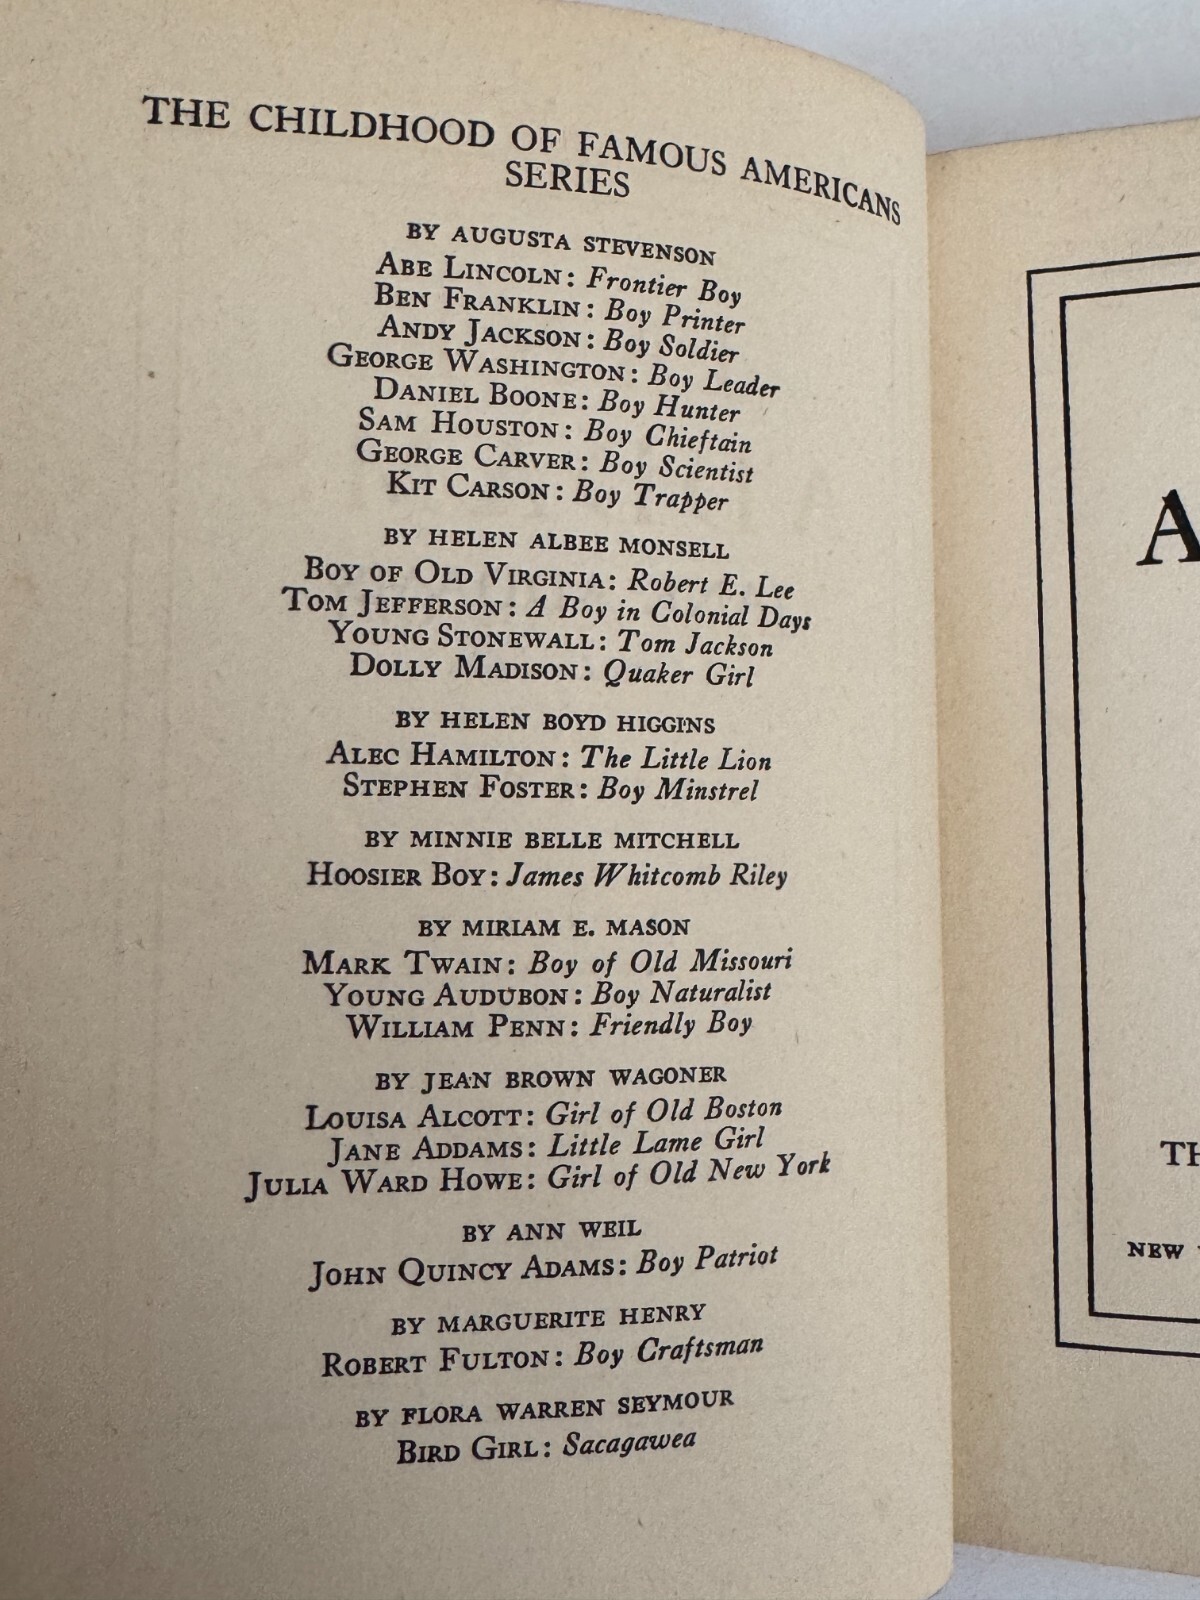 THE CHILDHOOD OF FAMOUS AMERICANS
SERIES
BY AUGUSTA STEVENSON
ABE LINCOLN: Frontier Boy
BEN FRANKLIN: Boy Printer
ANDY JACKSON: Boy Soldier
GEORGE WASHINGTON: Boy Leader
DANIEL BOONE: Boy Hunter
SAM HOUSTON: Boy Chieftain
GEORGE CARVER: Boy Scientist
KIT CARSON: Boy Trapper
BY HELEN ALBEE MONSELL
BOY OF OLD VIRGINIA: Robert E. Lee
TOM JEFFERSON: A Boy in Colonial Days
YOUNG STONEWALL: Tom Jackson
DOLLY MADISON: Quaker Girl
BY HELEN BOYD HIGGINS
ALEC HAMILTON: The Little Lion
STEPHEN FOSTER: Boy Minstrel
BY MINNIE BELLE MITCHELL
HOOSIER BOY: James Whitcomb Riley
BY MIRIAM E. MASON
MARK TWAIN: Boy of Old Missouri
YOUNG AUDUBON: Boy Naturalist
WILLIAM PENN: Friendly Boy
BY JEAN BROWN WAGONER
LOUISA ALCOTT: Girl of Old Boston
JANE ADDAMS: Little Lame Girl
JULIA WARD HOWE: Girl of Old New York
BY ANN WEIL
JOHN QUINCY ADAMS: Boy Patriot
BY MARGUERITE HENRY
ROBERT FULTON: Boy Craftsman
BY FLORA WARREN SEYMOUR
BIRD GIRL: Sacagawea
A
TH
NEW